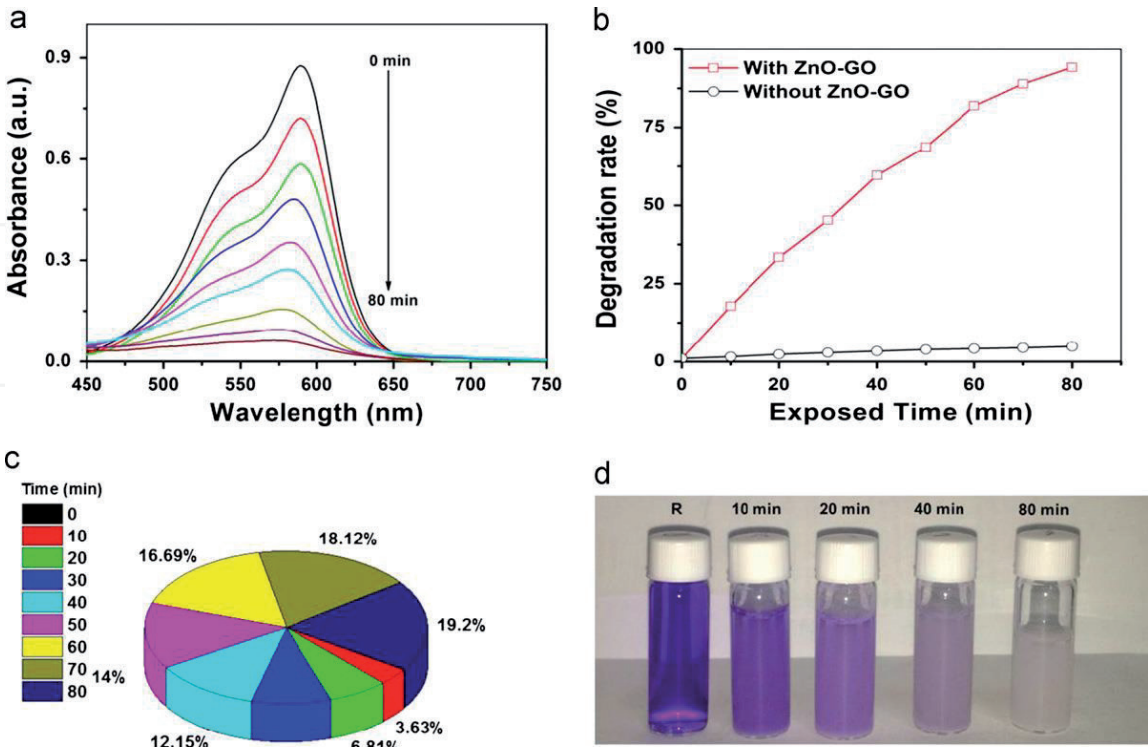 a
0.9
0.6
0.3
0.0
Absorbance (a.u.)
0 min
80 min
450 500 550 600 650 700 750
Wavelength (nm)
b
100
75
50
25
0
Degradation rate (%)
With ZnO-GO
Without ZnO-GO
0 20 40 60 80
Exposed Time (min)
c
Time (min)
0
10
20
30
40
50
60
70
80
16.69%
18.12%
19.2%
14%
3.63%
12.15%
6.81%
d
R 10 min 20 min 40 min 80 min